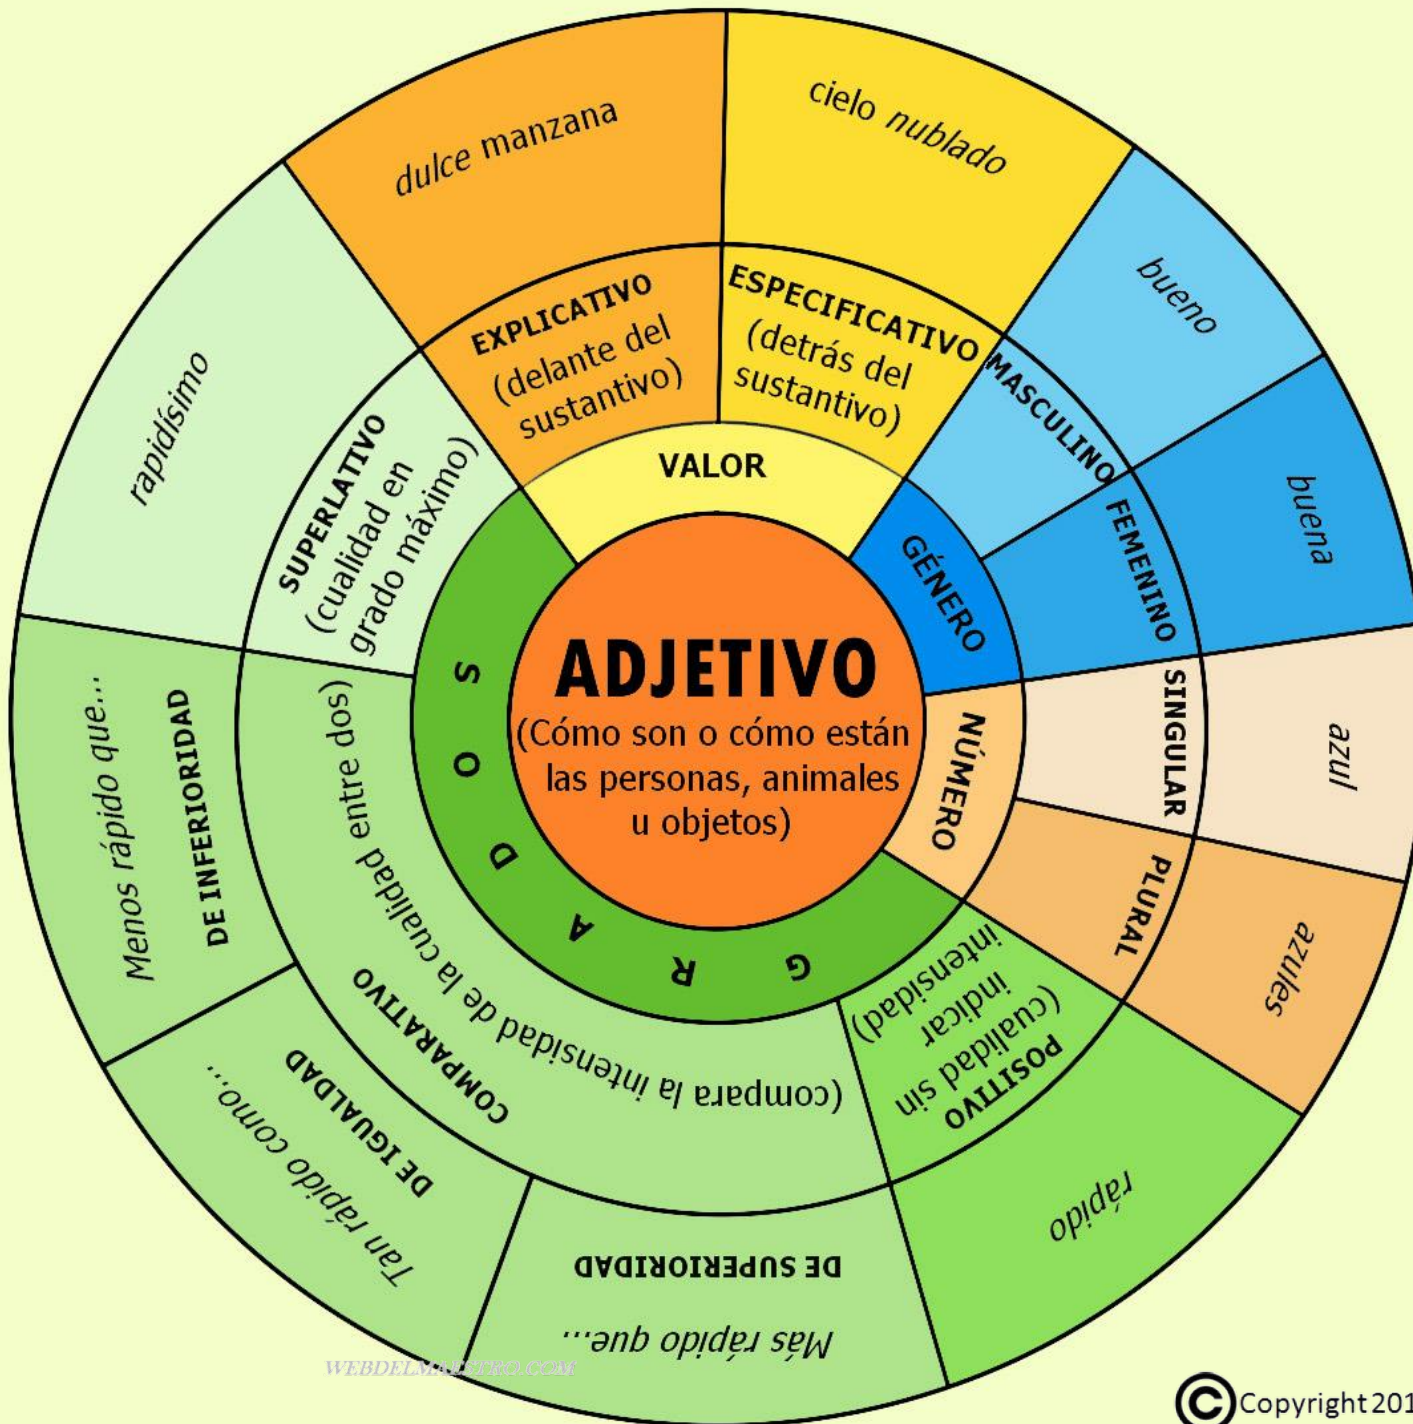 ADJETIVO
(Cómo son o cómo están
las personas, animales
u objetos)
VALOR
EXPLICATIVO
(delante del
sustantivo)
dulce manzana
ESPECIFICATIVO
(detrás del
sustantivo)
cielo nublado
GÉNERO
MASCULINO
bueno
FEMENINO
buena
NÚMERO
SINGULAR
azul
PLURAL
azules
GRADOS
POSITIVO
(cualidad sin
indicar
intensidad)
rápido
COMPARATIVO
(compara la intensidad de la cualidad entre dos)
DE SUPERIORIDAD
Más rápido que...
DE IGUALDAD
Tan rápido como...
DE INFERIORIDAD
Menos rápido que...
SUPERLATIVO
(cualidad en
grado máximo)
rapidísimo
WEBDELMAESTRO.COM
© Copyright 201